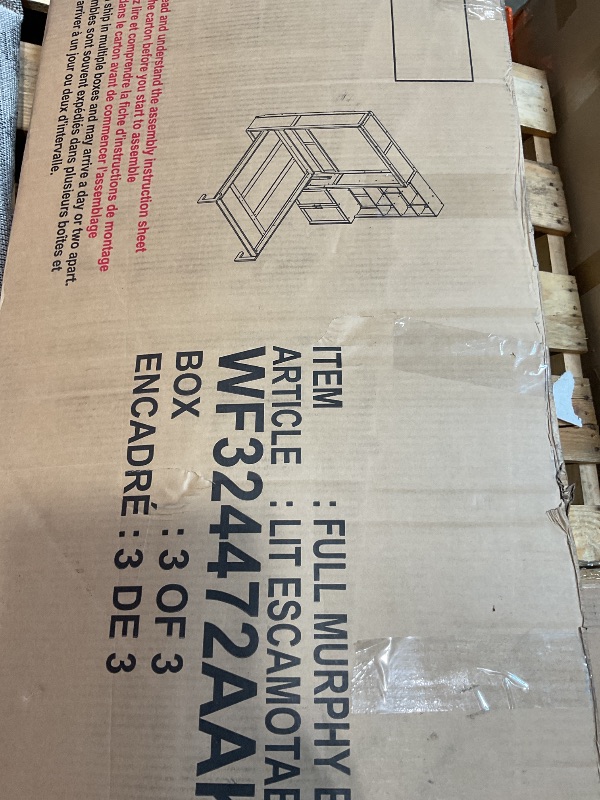 ead and understand the assembly instruction sheet
he carton before you start to assemble
z lire et comprendre la fiche d'instructions de montage
dans le carton avant de commencer l'assemblage
ship in multiple boxes and may arrive a day or two apart.
mbles sont souvent expédiés dans plusieurs boîtes et
arriver à un jour ou deux d'intervalle.
ITEM : FULL MURPHY
ARTICLE : LIT ESCAMOTAB
WF324472AA
BOX : 3 OF 3
ENCADRÉ : 3 DE 3